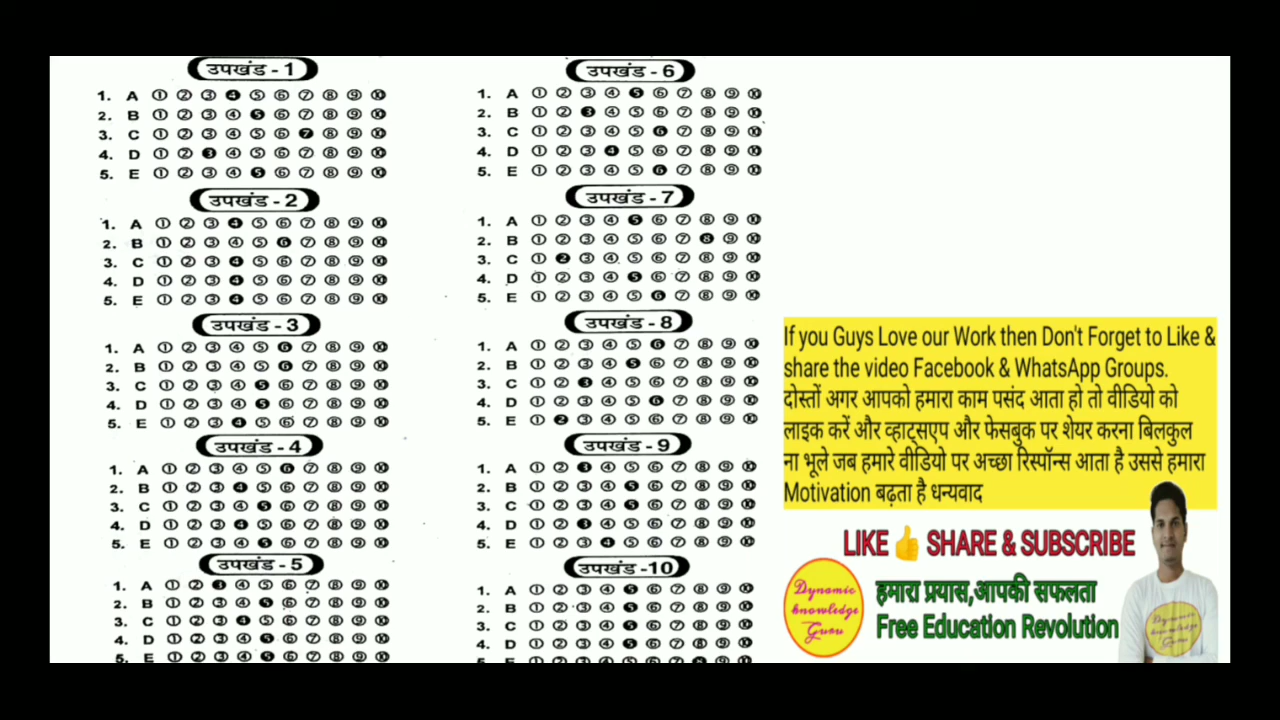 उपखंड - 1
1. A ① ② ③ ❹ ⑤ ⑥ ⑦ ⑧ ⑨ ⑩
2. B ① ② ③ ④ ❺ ⑥ ⑦ ⑧ ⑨ ⑩
3. C ① ② ③ ④ ⑤ ⑥ ❼ ⑧ ⑨ ⑩
4. D ① ② ❸ ④ ⑤ ⑥ ⑦ ⑧ ⑨ ⑩
5. E ① ② ③ ④ ❺ ⑥ ⑦ ⑧ ⑨ ⑩
उपखंड - 2
1. A ① ② ③ ❹ ⑤ ⑥ ⑦ ⑧ ⑨ ⑩
2. B ① ② ③ ④ ⑤ ❻ ⑦ ⑧ ⑨ ⑩
3. C ① ② ③ ❹ ⑤ ⑥ ⑦ ⑧ ⑨ ⑩
4. D ① ② ③ ❹ ⑤ ⑥ ⑦ ⑧ ⑨ ⑩
5. E ① ② ③ ❹ ⑤ ⑥ ⑦ ⑧ ⑨ ⑩
उपखंड - 3
1. A ① ② ③ ④ ⑤ ❻ ⑦ ⑧ ⑨ ⑩
2. B ① ② ③ ④ ⑤ ❻ ⑦ ⑧ ⑨ ⑩
3. C ① ② ③ ④ ❺ ⑥ ⑦ ⑧ ⑨ ⑩
4. D ① ② ③ ④ ❺ ⑥ ⑦ ⑧ ⑨ ⑩
5. E ① ② ③ ❹ ⑤ ⑥ ⑦ ⑧ ⑨ ⑩
उपखंड - 4
1. A ① ② ③ ④ ⑤ ❻ ⑦ ⑧ ⑨ ⑩
2. B ① ② ③ ❹ ⑤ ⑥ ⑦ ⑧ ⑨ ⑩
3. C ① ② ③ ④ ❺ ⑥ ⑦ ⑧ ⑨ ⑩
4. D ① ② ③ ❹ ⑤ ⑥ ⑦ ⑧ ⑨ ⑩
5. E ① ② ③ ④ ❺ ⑥ ⑦ ⑧ ⑨ ⑩
उपखंड - 5
1. A ① ② ❸ ④ ⑤ ⑥ ⑦ ⑧ ⑨ ⑩
2. B ① ② ③ ④ ❺ ⑥ ⑦ ⑧ ⑨ ⑩
3. C ① ② ③ ❹ ⑤ ⑥ ⑦ ⑧ ⑨ ⑩
4. D ① ② ③ ④ ❺ ⑥ ⑦ ⑧ ⑨ ⑩
5. E ① ② ③ ④ ❺ ⑥ ⑦ ⑧ ⑨ ⑩
उपखंड - 6
1. A ① ② ③ ④ ❺ ⑥ ⑦ ⑧ ⑨ ⑩
2. B ① ② ❸ ④ ⑤ ⑥ ⑦ ⑧ ⑨ ⑩
3. C ① ② ③ ④ ⑤ ❻ ⑦ ⑧ ⑨ ⑩
4. D ① ② ③ ❹ ⑤ ⑥ ⑦ ⑧ ⑨ ⑩
5. E ① ② ③ ④ ⑤ ❻ ⑦ ⑧ ⑨ ⑩
उपखंड - 7
1. A ① ② ③ ④ ❺ ⑥ ⑦ ⑧ ⑨ ⑩
2. B ① ② ③ ④ ⑤ ⑥ ⑦ ❽ ⑨ ⑩
3. C ① ❷ ③ ④ ⑤ ⑥ ⑦ ⑧ ⑨ ⑩
4. D ① ② ③ ④ ❺ ⑥ ⑦ ⑧ ⑨ ⑩
5. E ① ② ③ ④ ⑤ ❻ ⑦ ⑧ ⑨ ⑩
उपखंड - 8
1. A ① ② ③ ④ ⑤ ❻ ⑦ ⑧ ⑨ ⑩
2. B ① ② ③ ④ ❺ ⑥ ⑦ ⑧ ⑨ ⑩
3. C ① ② ❸ ④ ⑤ ⑥ ⑦ ⑧ ⑨ ⑩
4. D ① ② ③ ④ ⑤ ❻ ⑦ ⑧ ⑨ ⑩
5. E ① ❷ ③ ④ ⑤ ⑥ ⑦ ⑧ ⑨ ⑩
उपखंड - 9
1. A ① ② ❸ ④ ⑤ ⑥ ⑦ ⑧ ⑨ ⑩
2. B ① ② ③ ④ ❺ ⑥ ⑦ ⑧ ⑨ ⑩
3. C ① ② ③ ④ ❺ ⑥ ⑦ ⑧ ⑨ ⑩
4. D ① ② ❸ ④ ⑤ ⑥ ⑦ ⑧ ⑨ ⑩
5. E ① ② ③ ❹ ⑤ ⑥ ⑦ ⑧ ⑨ ⑩
उपखंड -10
1. A ① ② ③ ④ ❺ ⑥ ⑦ ⑧ ⑨ ⑩
2. B ① ② ③ ④ ❺ ⑥ ⑦ ⑧ ⑨ ⑩
3. C ① ② ③ ④ ❺ ⑥ ⑦ ⑧ ⑨ ⑩
4. D ① ② ③ ④ ❺ ⑥ ⑦ ⑧ ⑨ ⑩
5. E ① ② ③ ④ ⑤ ⑥ ⑦ ❽ ⑨ ⑩
If you Guys Love our Work then Don't Forget to Like &
share the video Facebook & WhatsApp Groups.
दोस्तों अगर आपको हमारा काम पसंद आता हो तो वीडियो को
लाइक करें और व्हाट्सएप और फेसबुक पर शेयर करना बिलकुल
ना भूले जब हमारे वीडियो पर अच्छा रिस्पॉन्स आता है उससे हमारा
Motivation बढ़ता है धन्यवाद
LIKE 👍 SHARE & SUBSCRIBE
Dynamic
knowledge
Guru
हमारा प्रयास,आपकी सफलता
Free Education Revolution
Dynamic
knowledge
Guru